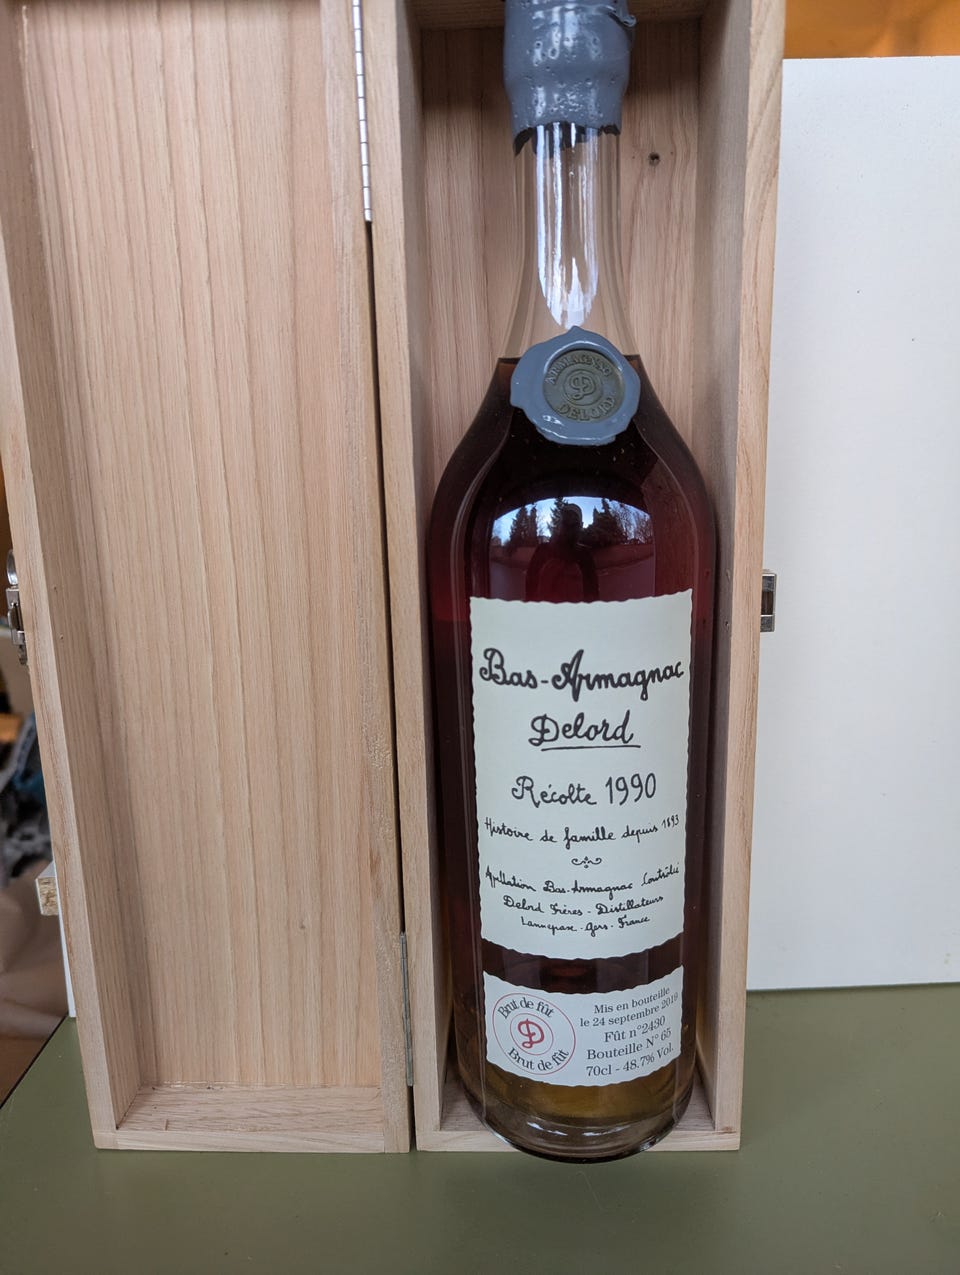 ARMAGNAC
D
DELORD
Bas-Armagnac
Delord
Récolte 1990
Histoire de famille depuis 1893
Appellation Bas-Armagnac Contrôlée
Delord Frères - Distillateurs
Lannepax - Gers - France
Brut de fût
D
Brut de fût
Mis en bouteille
le 24 septembre 2019
Fût n°2430
Bouteille N° 65
70cl - 48.7% Vol.